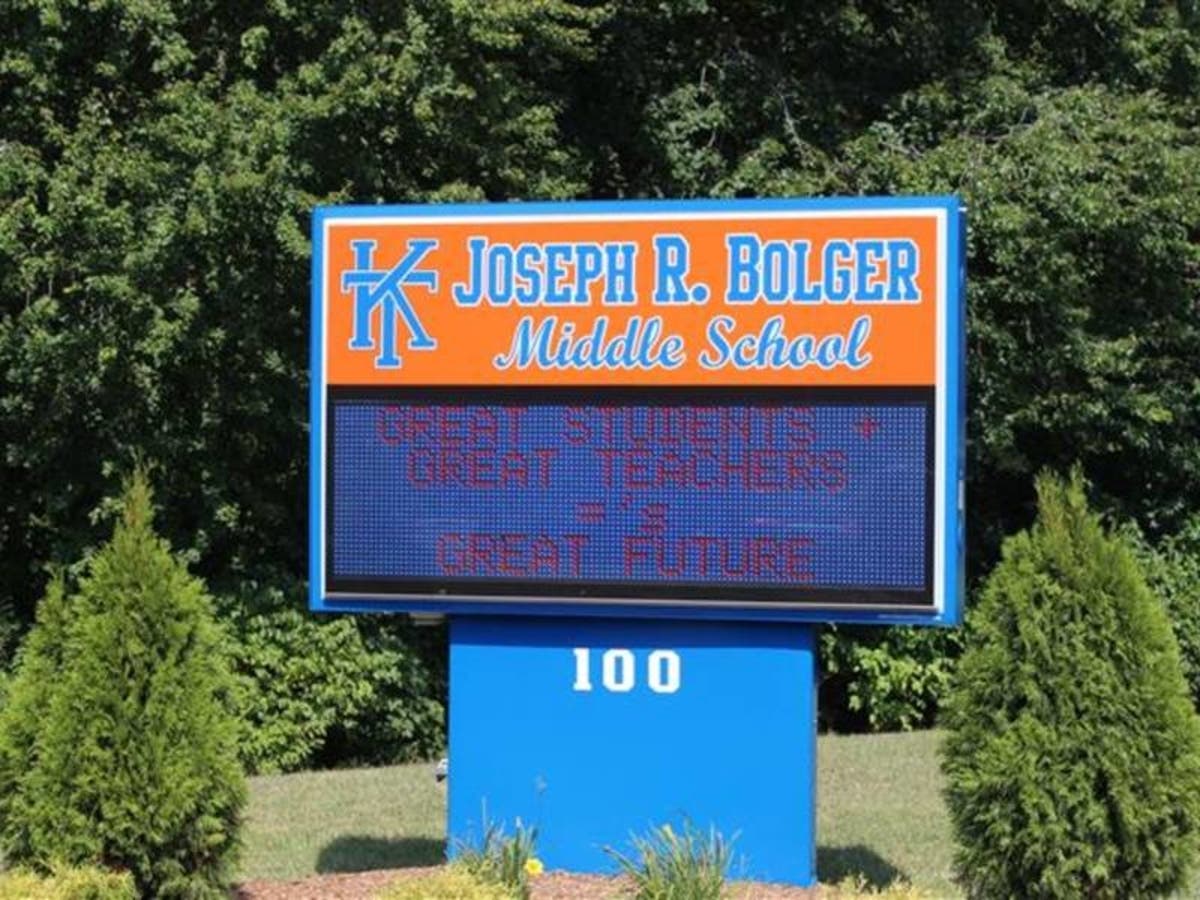 KT JOSEPH R. BOLGER
Middle School
GREAT STUDENTS +
GREAT TEACHERS
='s
GREAT FUTURE
100